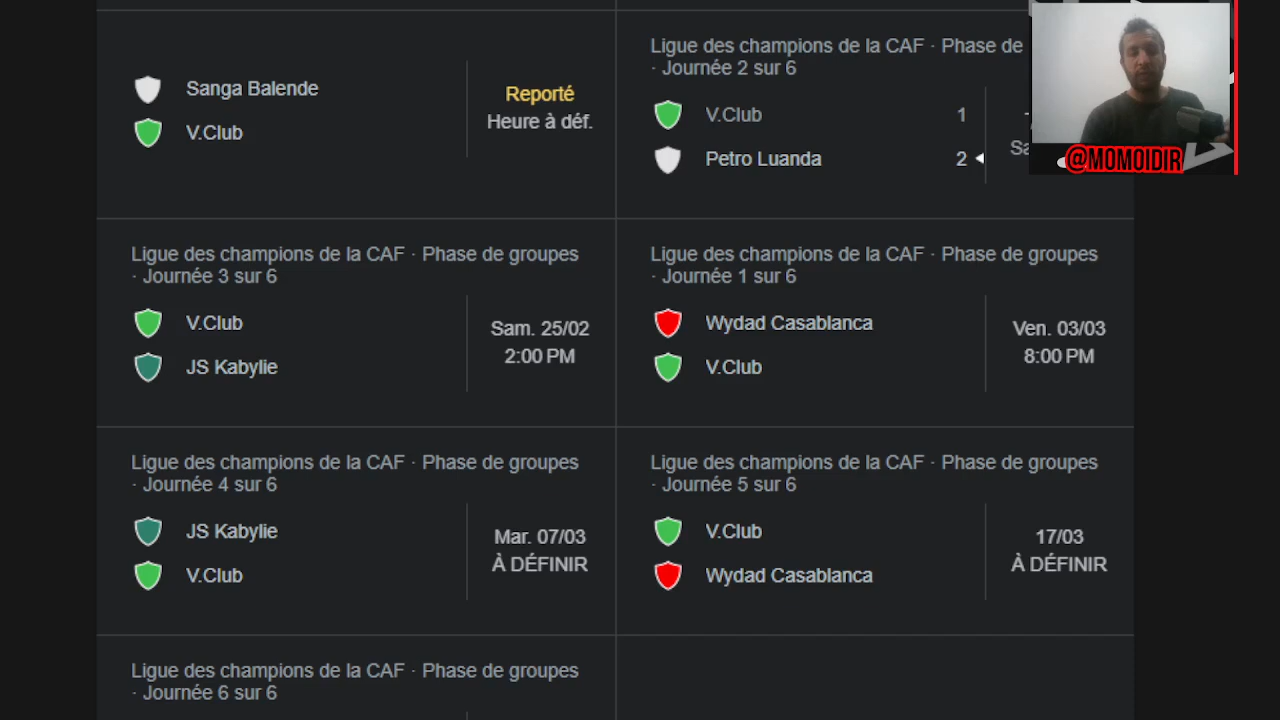 Sanga Balende
V.Club
Reporté
Heure à déf.
Ligue des champions de la CAF · Phase de
· Journée 2 sur 6
V.Club 1
Petro Luanda 2
@MOMOIDIR
Ligue des champions de la CAF · Phase de groupes
· Journée 3 sur 6
V.Club
JS Kabylie
Sam. 25/02
2:00 PM
Ligue des champions de la CAF · Phase de groupes
· Journée 1 sur 6
Wydad Casablanca
V.Club
Ven. 03/03
8:00 PM
Ligue des champions de la CAF · Phase de groupes
· Journée 4 sur 6
JS Kabylie
V.Club
Mar. 07/03
À DÉFINIR
Ligue des champions de la CAF · Phase de groupes
· Journée 5 sur 6
V.Club
Wydad Casablanca
17/03
À DÉFINIR
Ligue des champions de la CAF · Phase de groupes
· Journée 6 sur 6